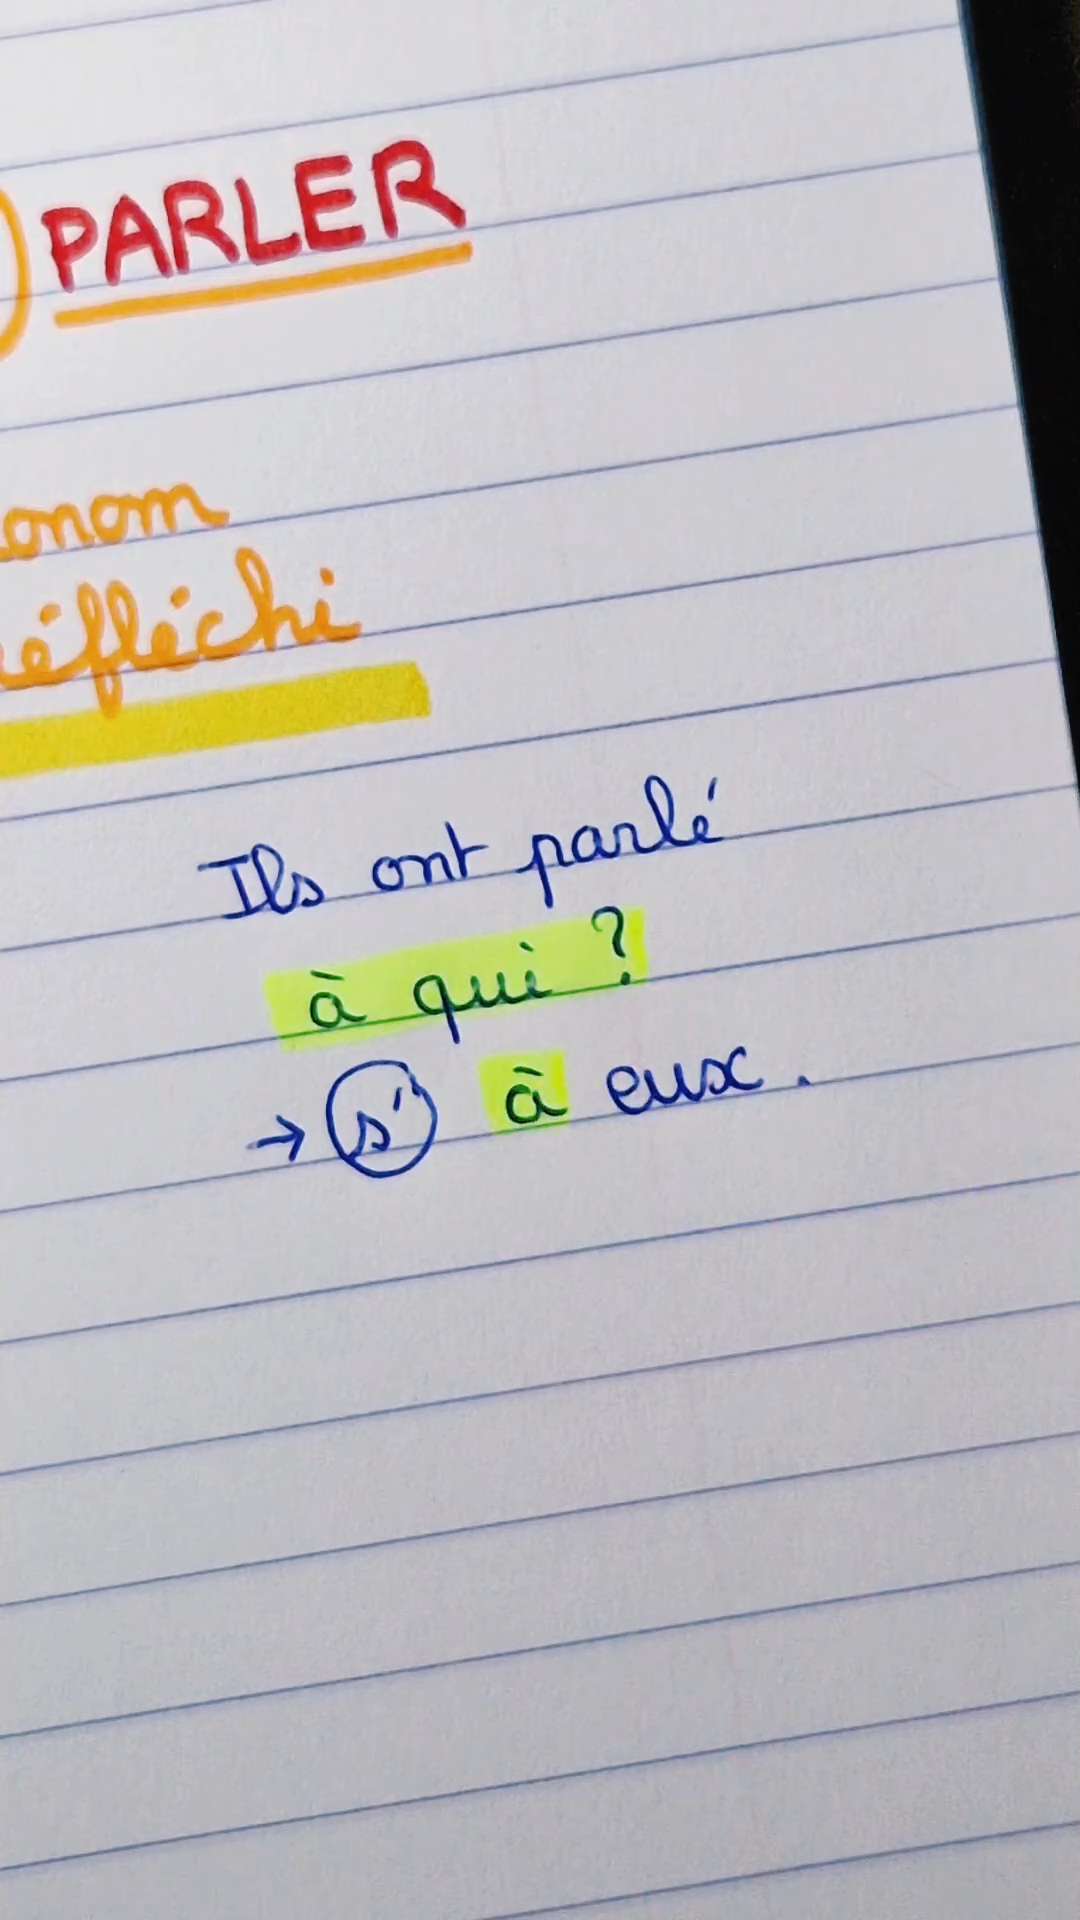 PARLER
onom
éfléchi
Ils ont parlé
à qui ?
→ s' à eux.